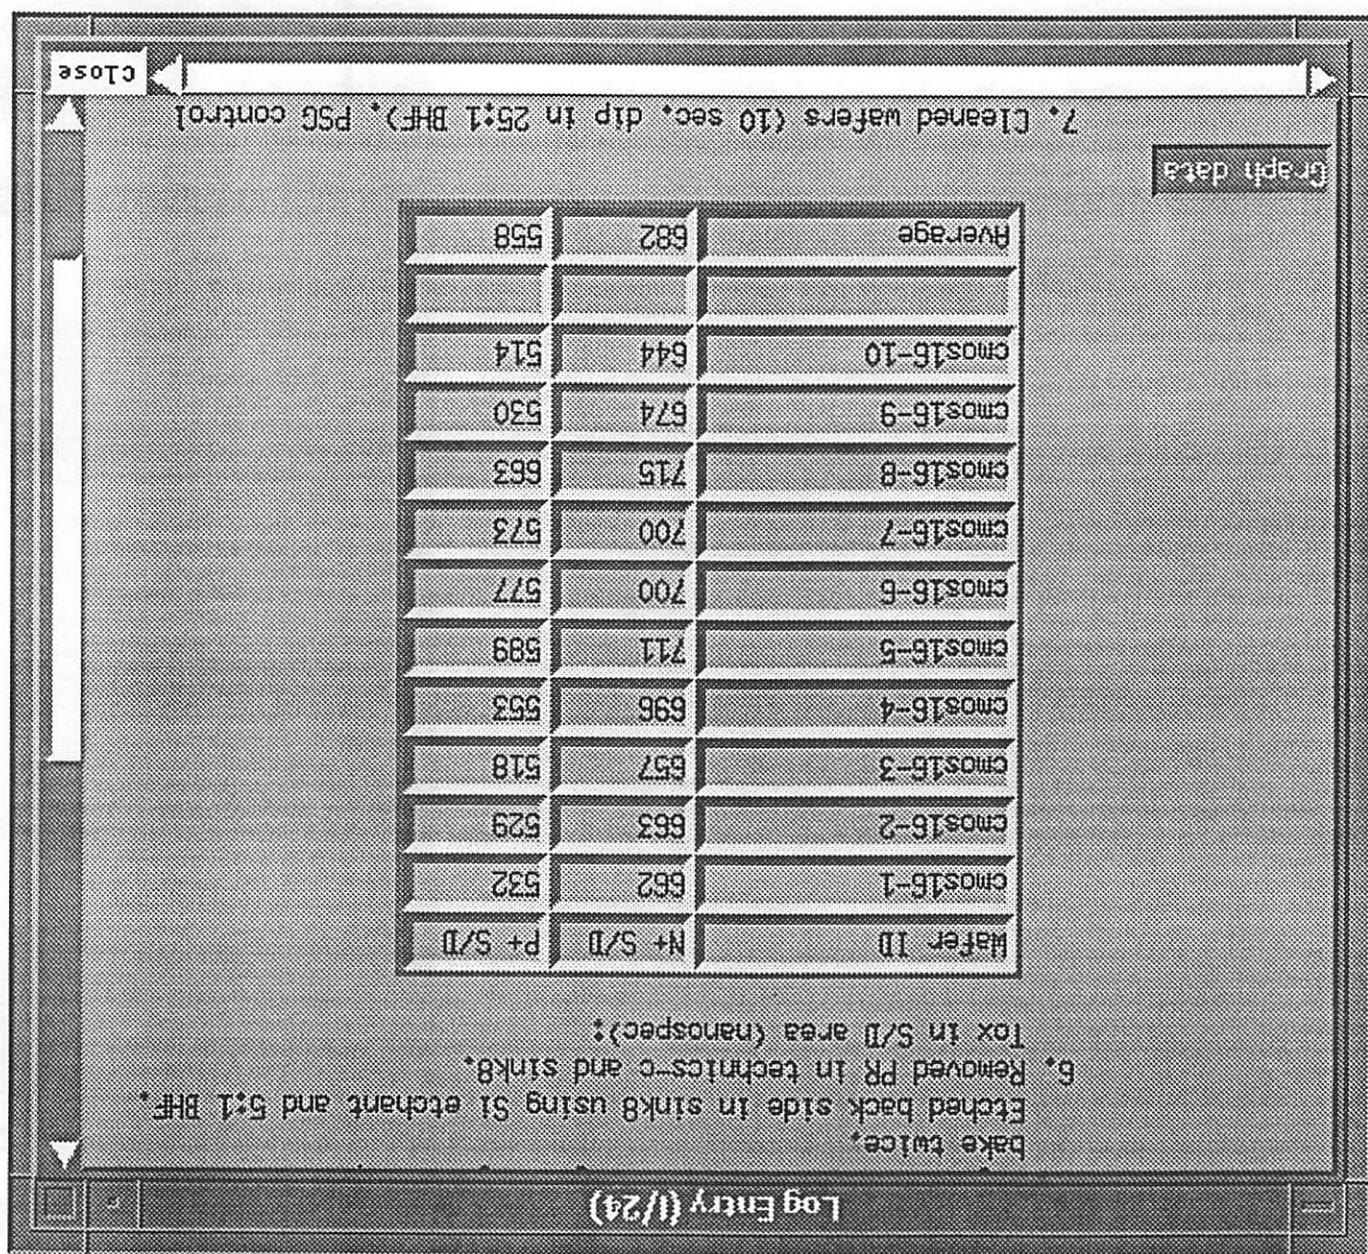 Log Entry (1/24)
bake twice.
Etched back side in sink8 using Si etchant and 5:1 BHF.
6. Removed PR in technics-c and sink8.
Tox in S/D area (nanospec):
Wafer ID N+ S/D P+ S/D
cmos16-1 662 532
cmos16-2 663 529
cmos16-3 657 518
cmos16-4 696 553
cmos16-5 711 589
cmos16-6 700 577
cmos16-7 700 573
cmos16-8 715 663
cmos16-9 674 530
cmos16-10 644 514
Average 682 558
Graph data
7. Cleaned wafers (10 sec. dip in 25:1 BHF). PSG control
Close